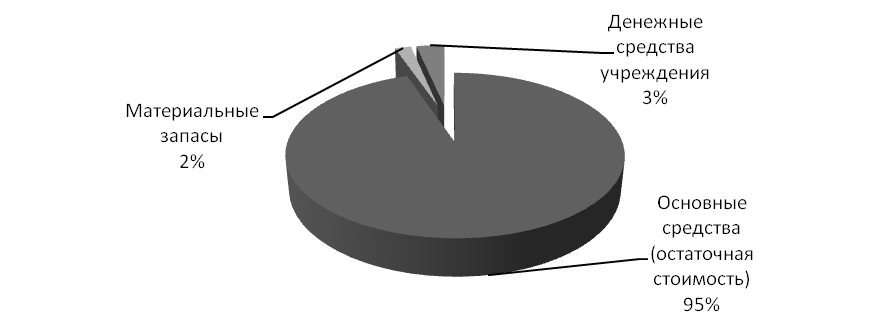 Денежные
средства
учреждения
3%
Материальные
запасы
2%
Основные
средства
(остаточная
стоимость)
95%